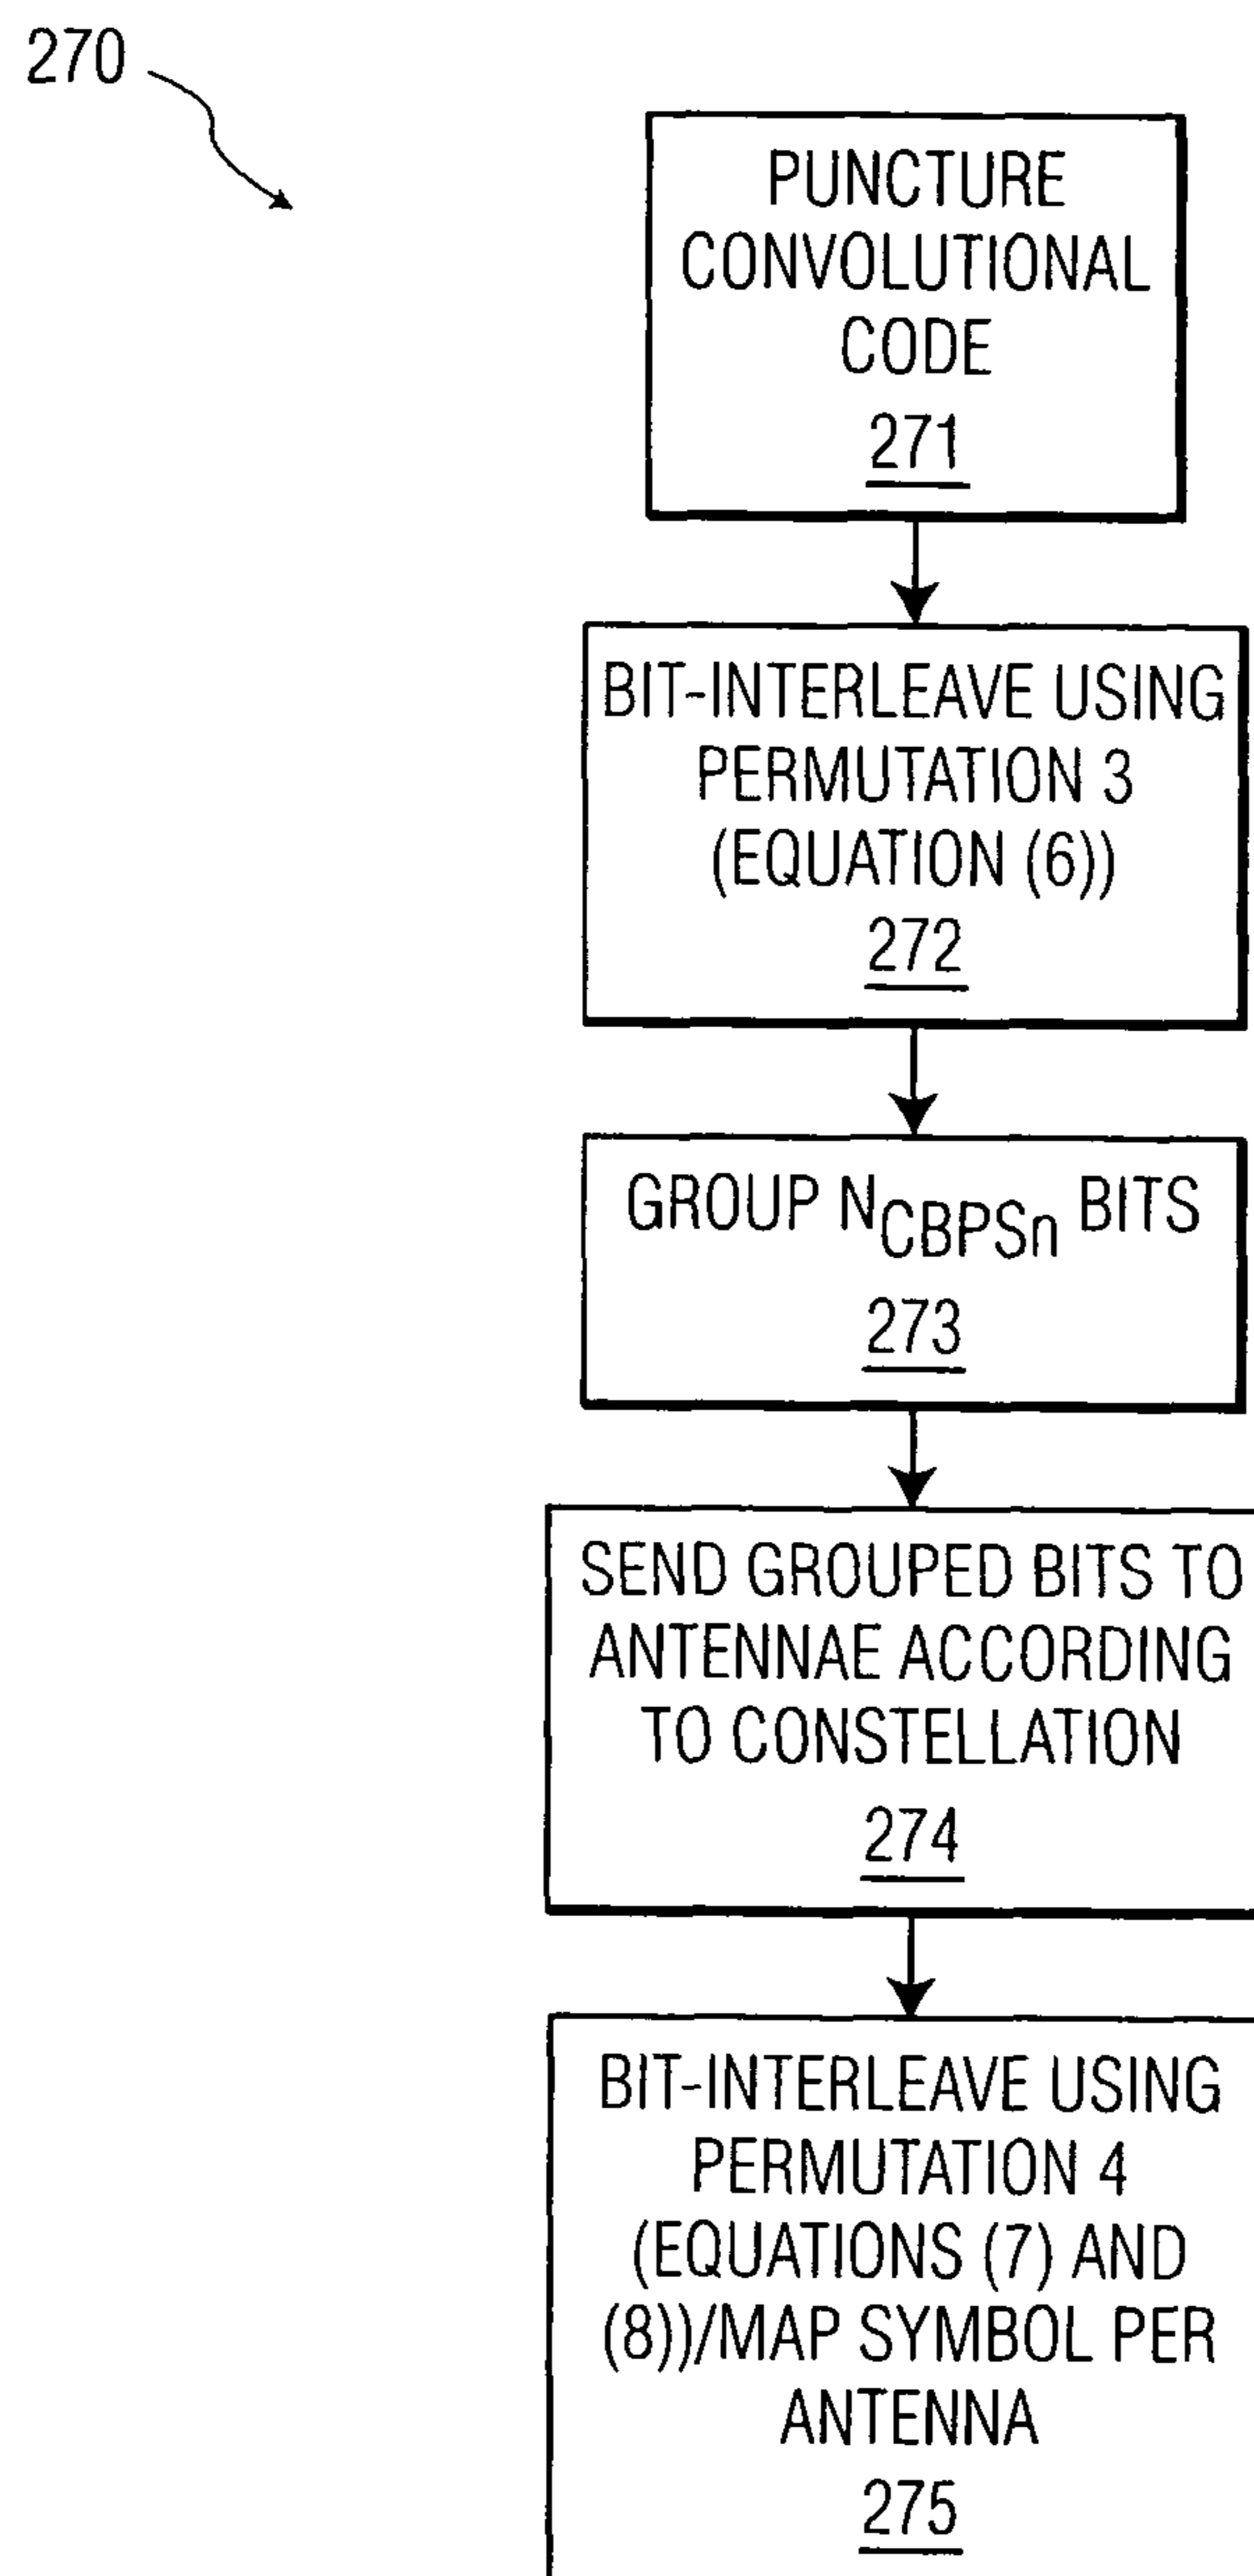 270
PUNCTURE
CONVOLUTIONAL
CODE
271
BIT-INTERLEAVE USING
PERMUTATION 3
(EQUATION (6))
272
GROUP NCBPSn BITS
273
SEND GROUPED BITS TO
ANTENNAE ACCORDING
TO CONSTELLATION
274
BIT-INTERLEAVE USING
PERMUTATION 4
(EQUATIONS (7) AND
(8))/MAP SYMBOL PER
ANTENNA
275